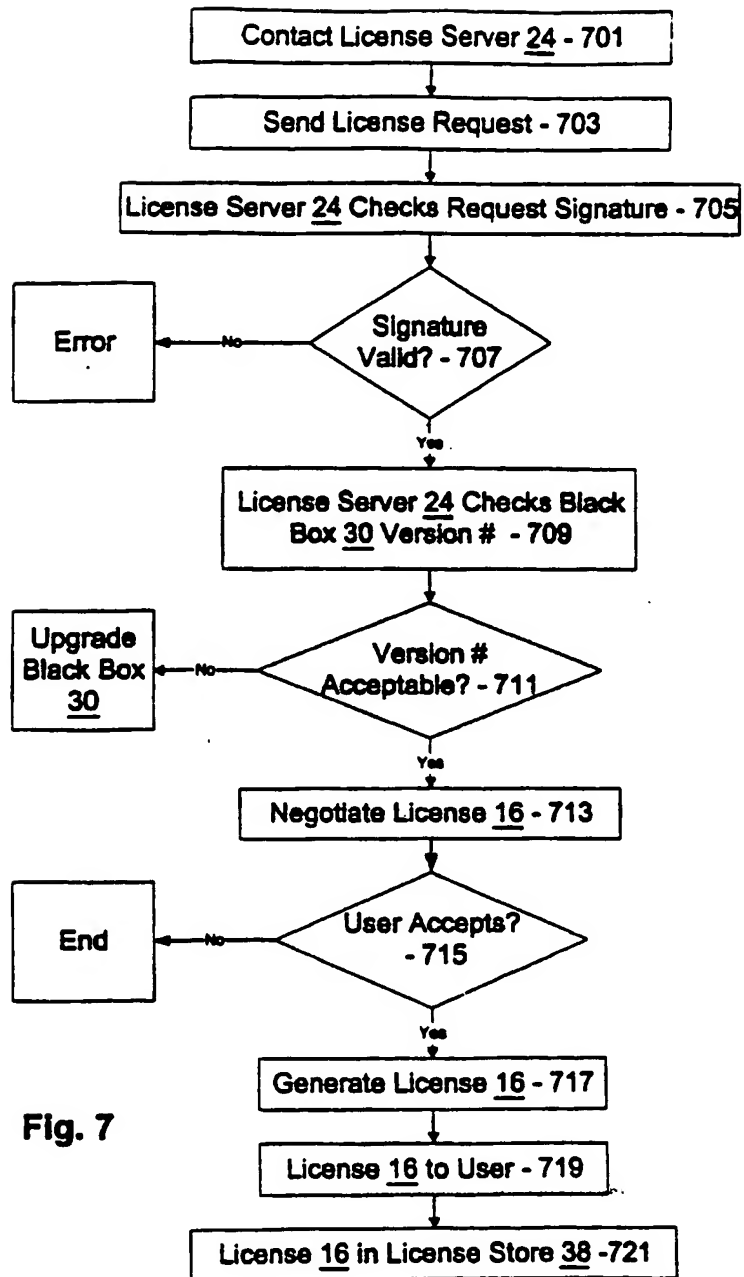 Contact License Server 24 - 701
Send License Request - 703
License Server 24 Checks Request Signature - 705
Signature
Valid? - 707
No
Error
Yes
License Server 24 Checks Black
Box 30 Version # - 709
Version #
Acceptable? - 711
No
Upgrade
Black Box
30
Yes
Negotiate License 16 - 713
User Accepts?
- 715
No
End
Yes
Generate License 16 - 717
License 16 to User - 719
License 16 in License Store 38 -721
Fig. 7